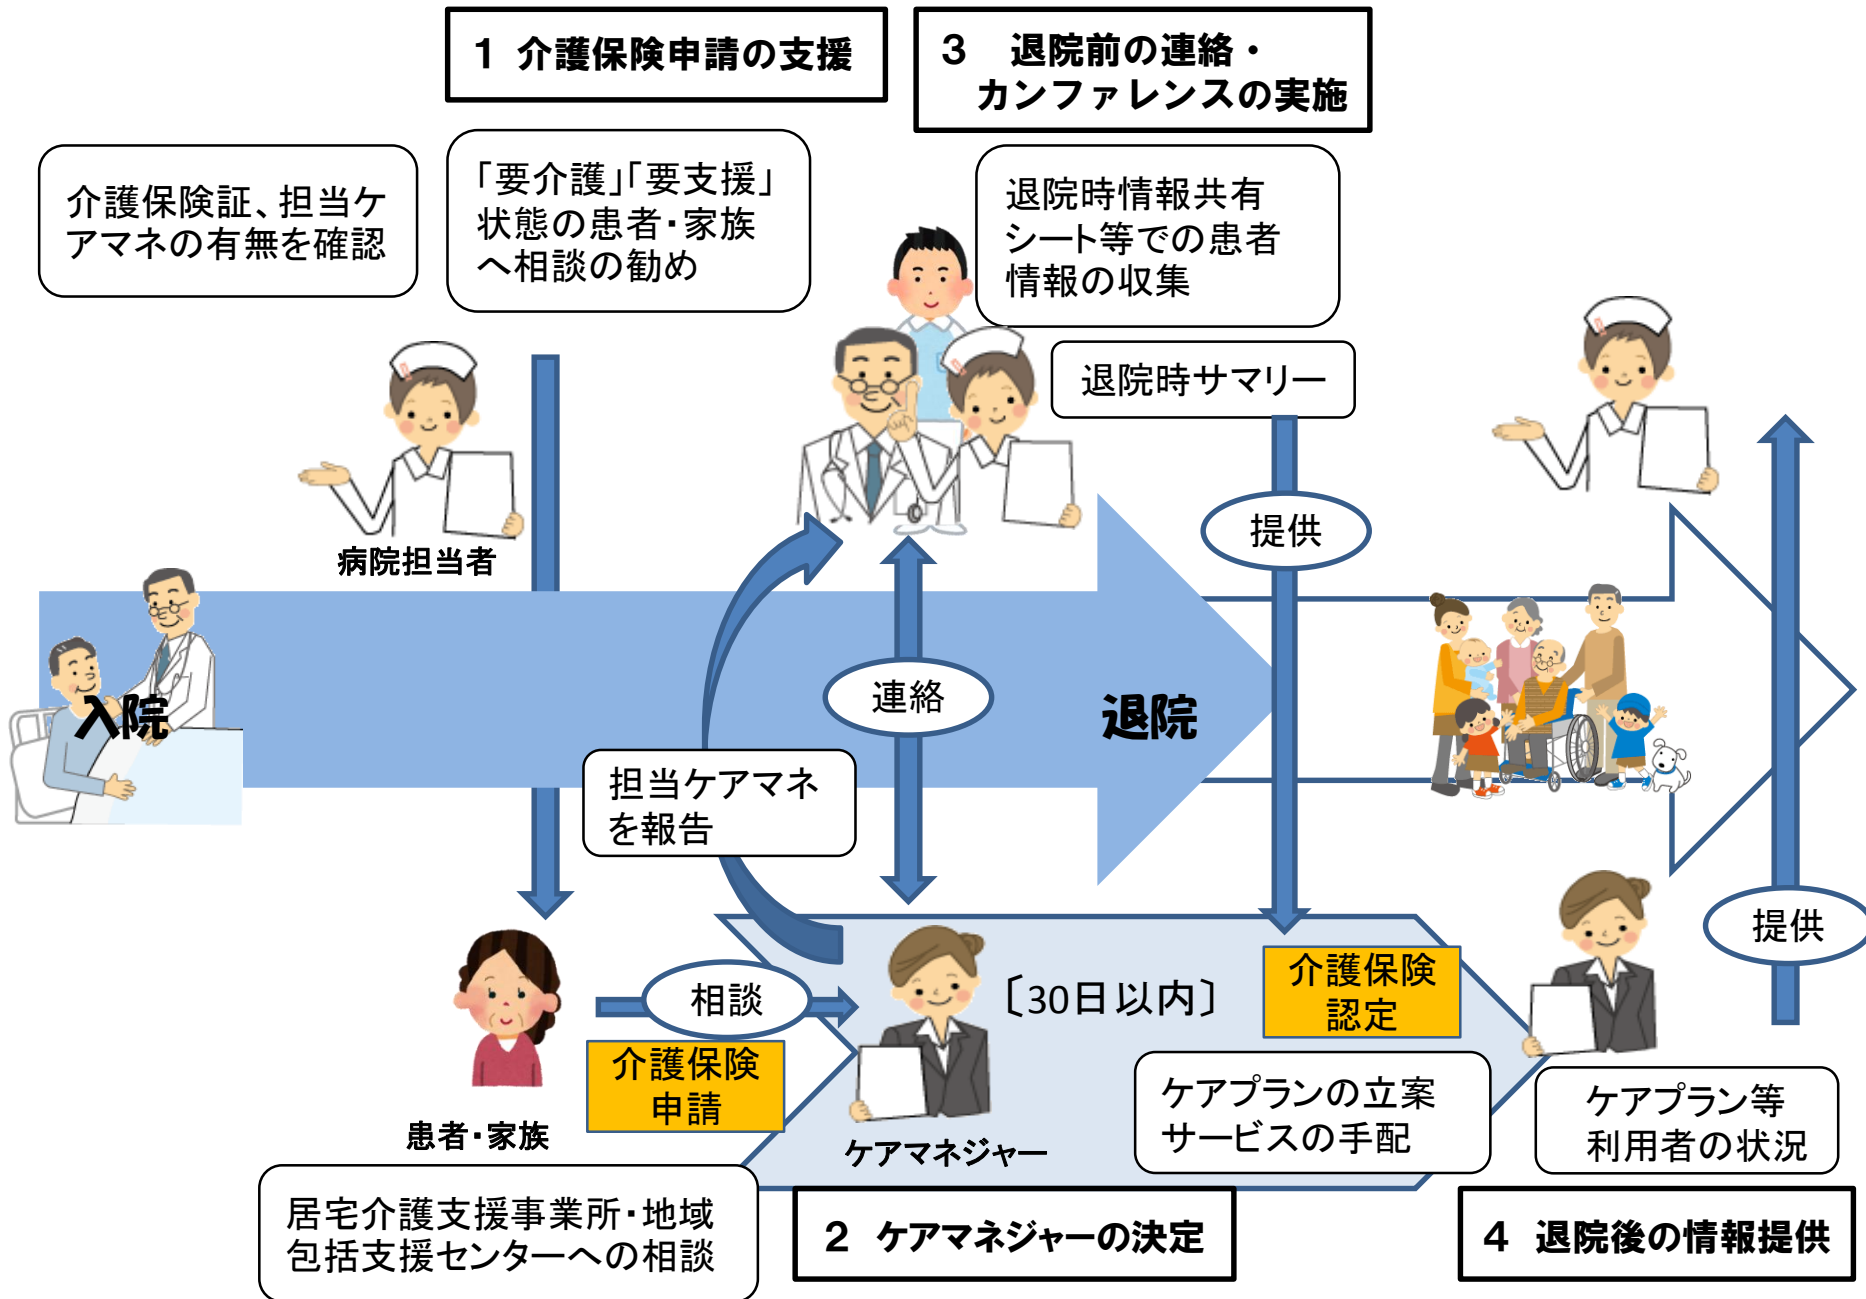 1 介護保険申請の支援
3 退院前の連絡・
カンファレンスの実施
介護保険証、担当ケ
アマネの有無を確認
「要介護」「要支援」
状態の患者・家族
へ相談の勧め
退院時情報共有
シート等での患者
情報の収集
退院時サマリー
提供
病院担当者
入院
連絡
退院
担当ケアマネ
を報告
提供
相談
〔30日以内〕
介護保険
認定
介護保険
申請
患者・家族
ケアマネジャー
ケアプランの立案
サービスの手配
ケアプラン等
利用者の状況
居宅介護支援事業所・地域
包括支援センターへの相談
2 ケアマネジャーの決定
4 退院後の情報提供